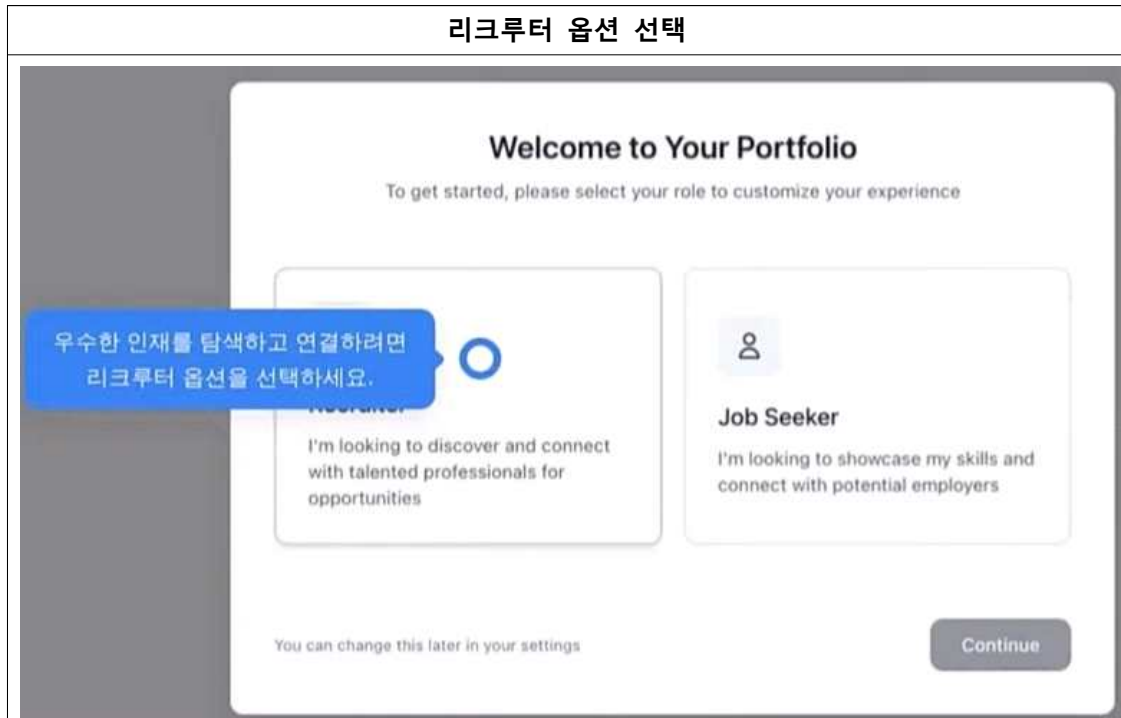 리크루터 옵션 선택
Welcome to Your Portfolio
To get started, please select your role to customize your experience
우수한 인재를 탐색하고 연결하려면
리크루터 옵션을 선택하세요.
I'm looking to discover and connect
with talented professionals for
opportunities
Job Seeker
I'm looking to showcase my skills and
connect with potential employers
You can change this later in your settings
Continue